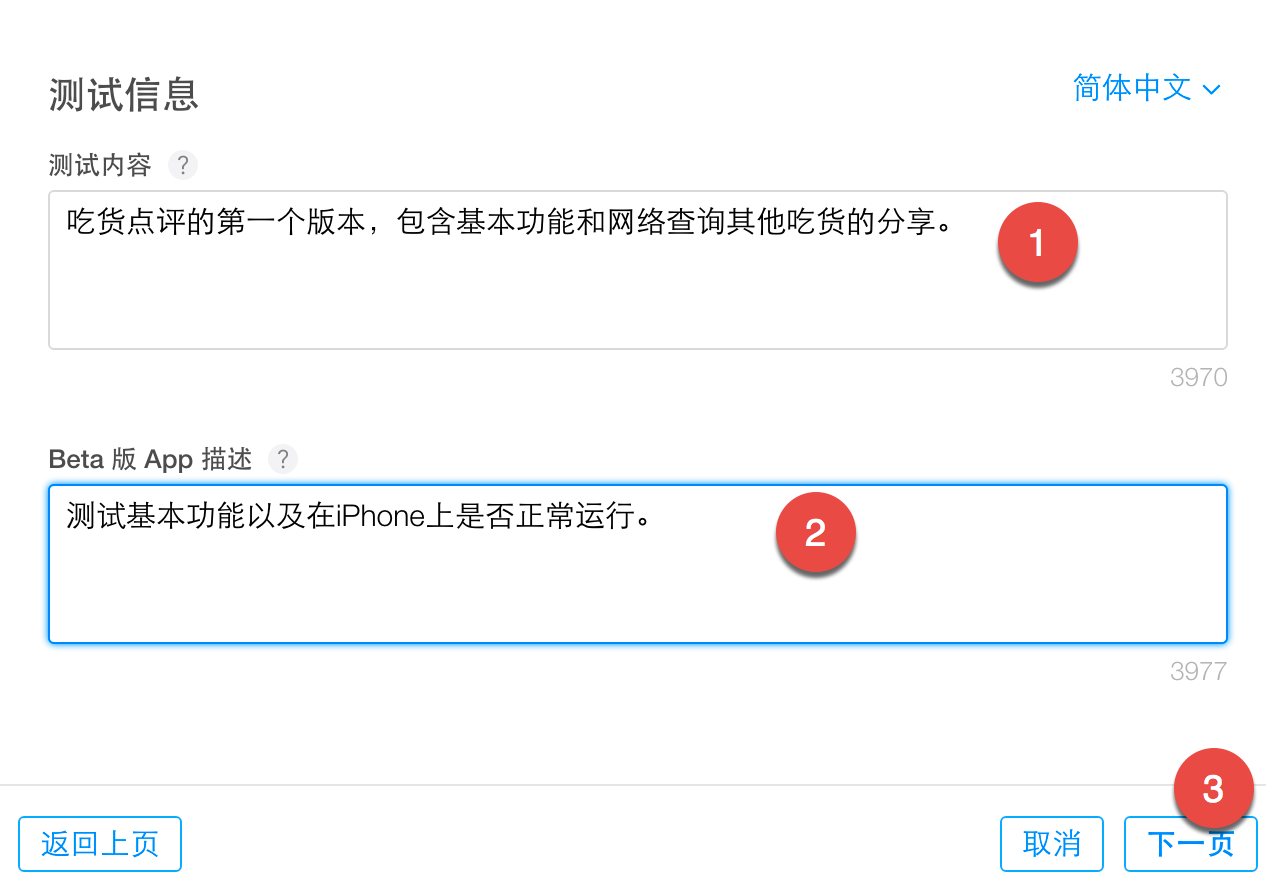 测试信息
简体中文
测试内容 ?
吃货点评的第一个版本，包含基本功能和网络查询其他吃货的分享。
1
3970
Beta 版 App 描述 ?
测试基本功能以及在iPhone上是否正常运行。
2
3977
3
返回上页
取消
下一页